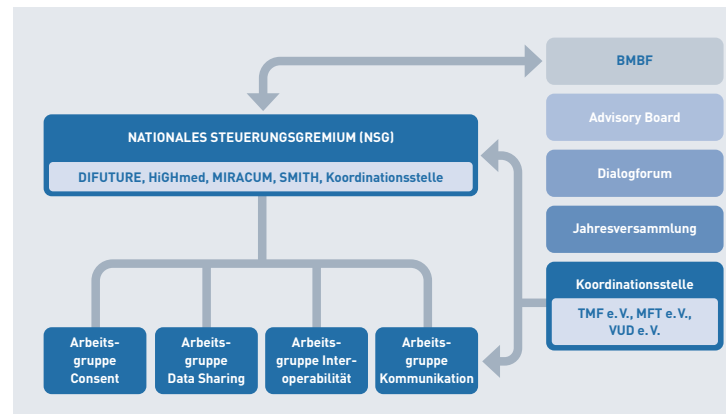 BMBF
Advisory Board
Dialogforum
Jahresversammlung
Koordinationsstelle
TMF e. V., MFT e. V.,
VUD e. V.
NATIONALES STEUERUNGSGREMIUM (NSG)
DIFUTURE, HiGHmed, MIRACUM, SMITH, Koordinationsstelle
Arbeits-
gruppe
Consent
Arbeits-
gruppe
Data Sharing
Arbeits-
gruppe Inter-
operabilität
Arbeits-
gruppe
Kommunikation